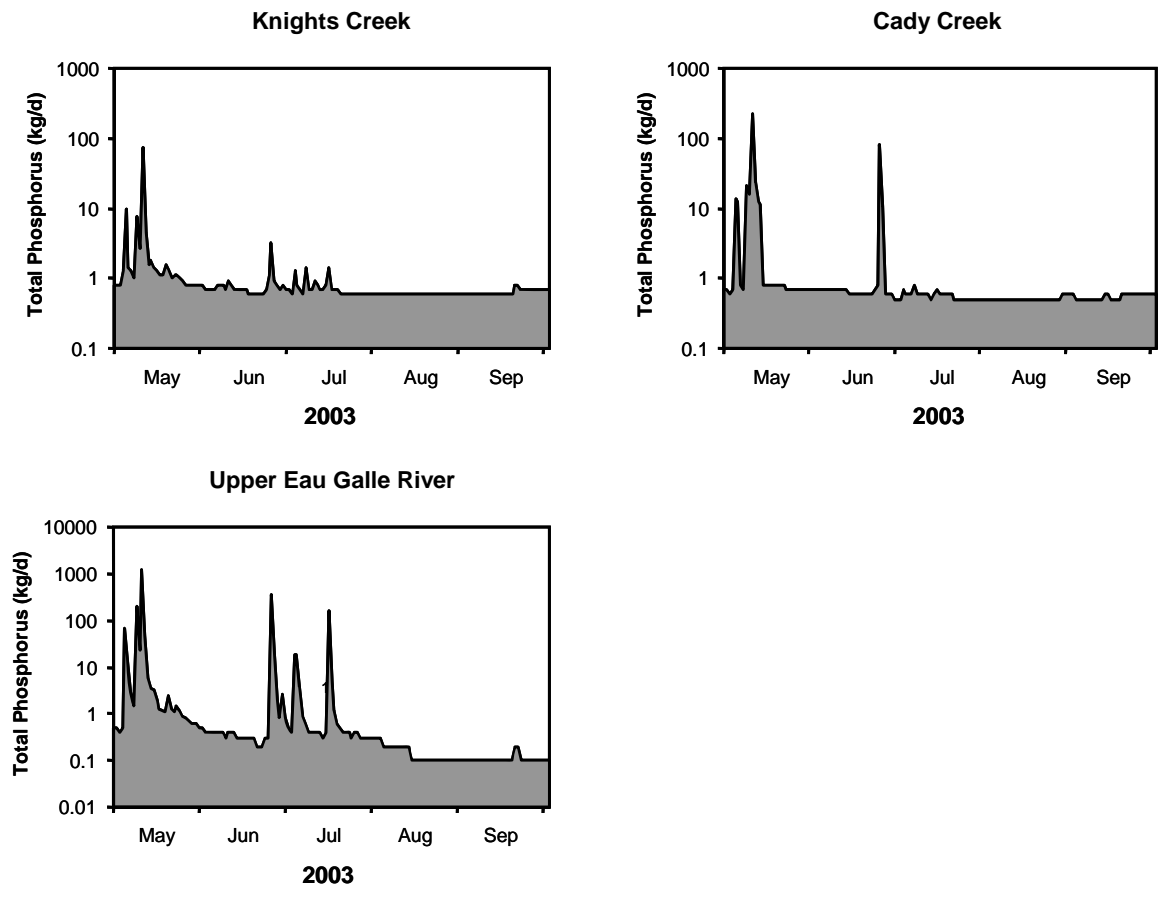 Knights Creek
Total Phosphorus (kg/d)
1000
100
10
1
0.1
May Jun Jul Aug Sep
2003
Cady Creek
Total Phosphorus (kg/d)
1000
100
10
1
0.1
May Jun Jul Aug Sep
2003
Upper Eau Galle River
Total Phosphorus (kg/d)
10000
1000
100
10
1
0.1
0.01
May Jun Jul Aug Sep
2003